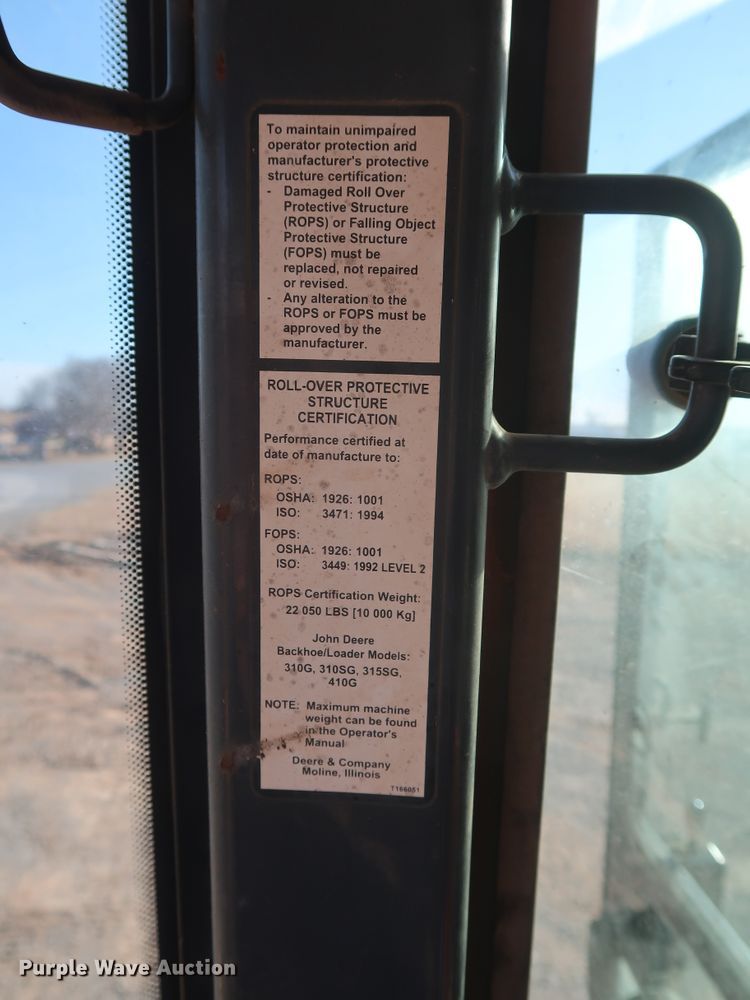 To maintain unimpaired
operator protection and
manufacturer's protective
structure certification:
- Damaged Roll Over
Protective Structure
(ROPS) or Falling Object
Protective Structure
(FOPS) must be
replaced, not repaired
or revised.
- Any alteration to the
ROPS or FOPS must be
approved by the
manufacturer.
ROLL-OVER PROTECTIVE
STRUCTURE
CERTIFICATION
Performance certified at
date of manufacture to:
ROPS:
OSHA: 1926: 1001
ISO: 3471: 1994
FOPS:
OSHA: 1926: 1001
ISO: 3449: 1992 LEVEL 2
ROPS Certification Weight:
22 050 LBS [10 000 Kg]
John Deere
Backhoe/Loader Models:
310G, 310SG, 315SG,
410G
NOTE: Maximum machine
weight can be found
in the Operator's
Manual
Deere & Company
Moline, Illinois
T166051
Purple Wave Auction